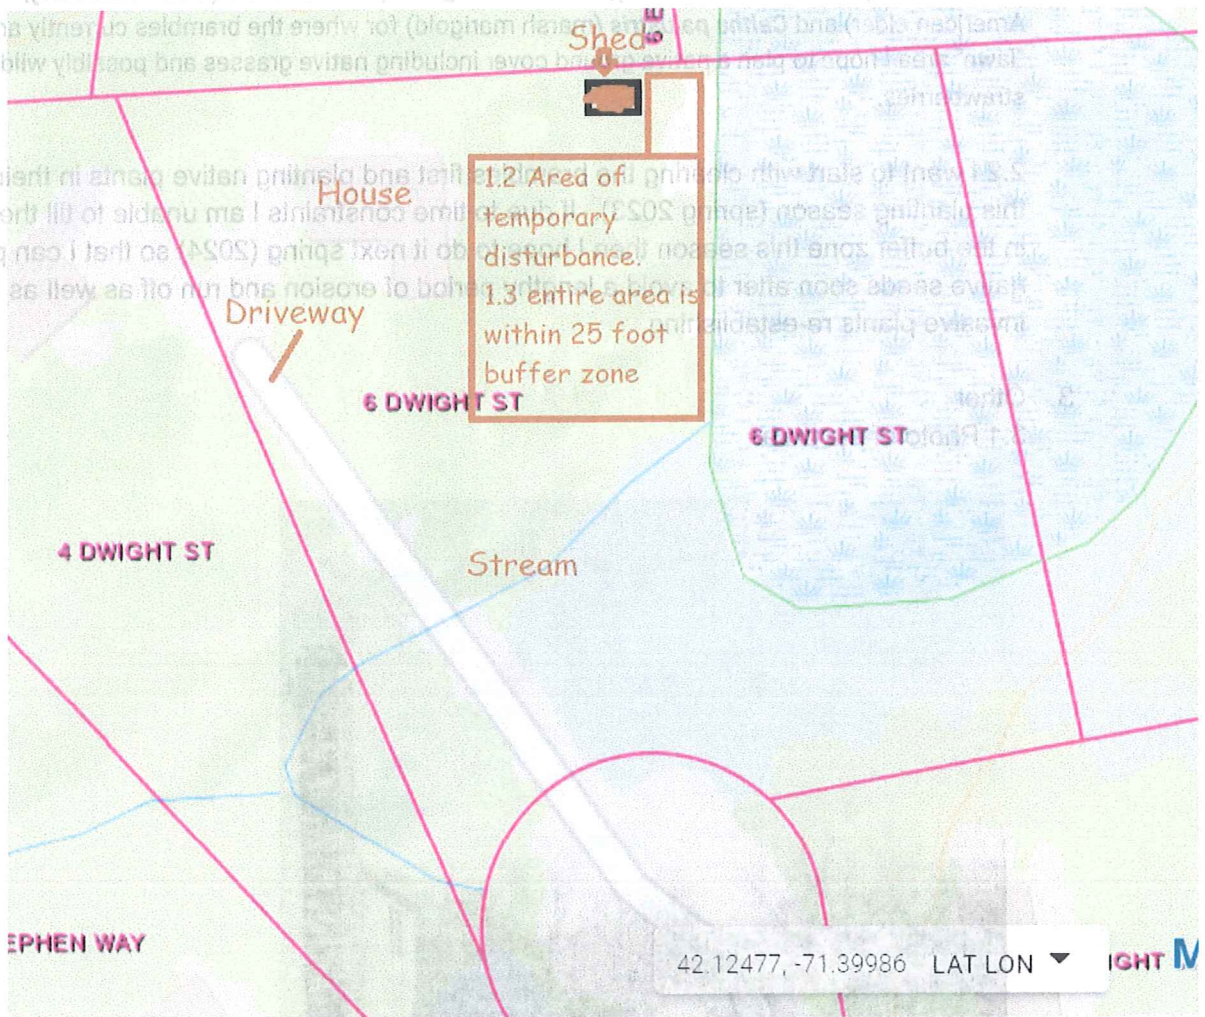 Shed
6 E
House
1.2 Area of
temporary
disturbance.
1.3 entire area is
within 25 foot
buffer zone
Driveway
6 DWIGHT ST
6 DWIGHT ST
4 DWIGHT ST
Stream
EPHEN WAY
42.12477, -71.39986 LAT LON
IGHT M